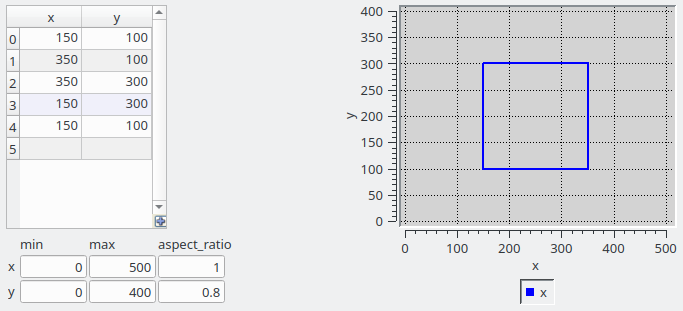 x y
0 150 100
1 350 100
2 350 300
3 150 300
4 150 100
5
min max aspect_ratio
x 0 500 1
y 0 400 0.8
400
350
300
250
200
150
100
50
0
y
0 100 200 300 400 500
x
x